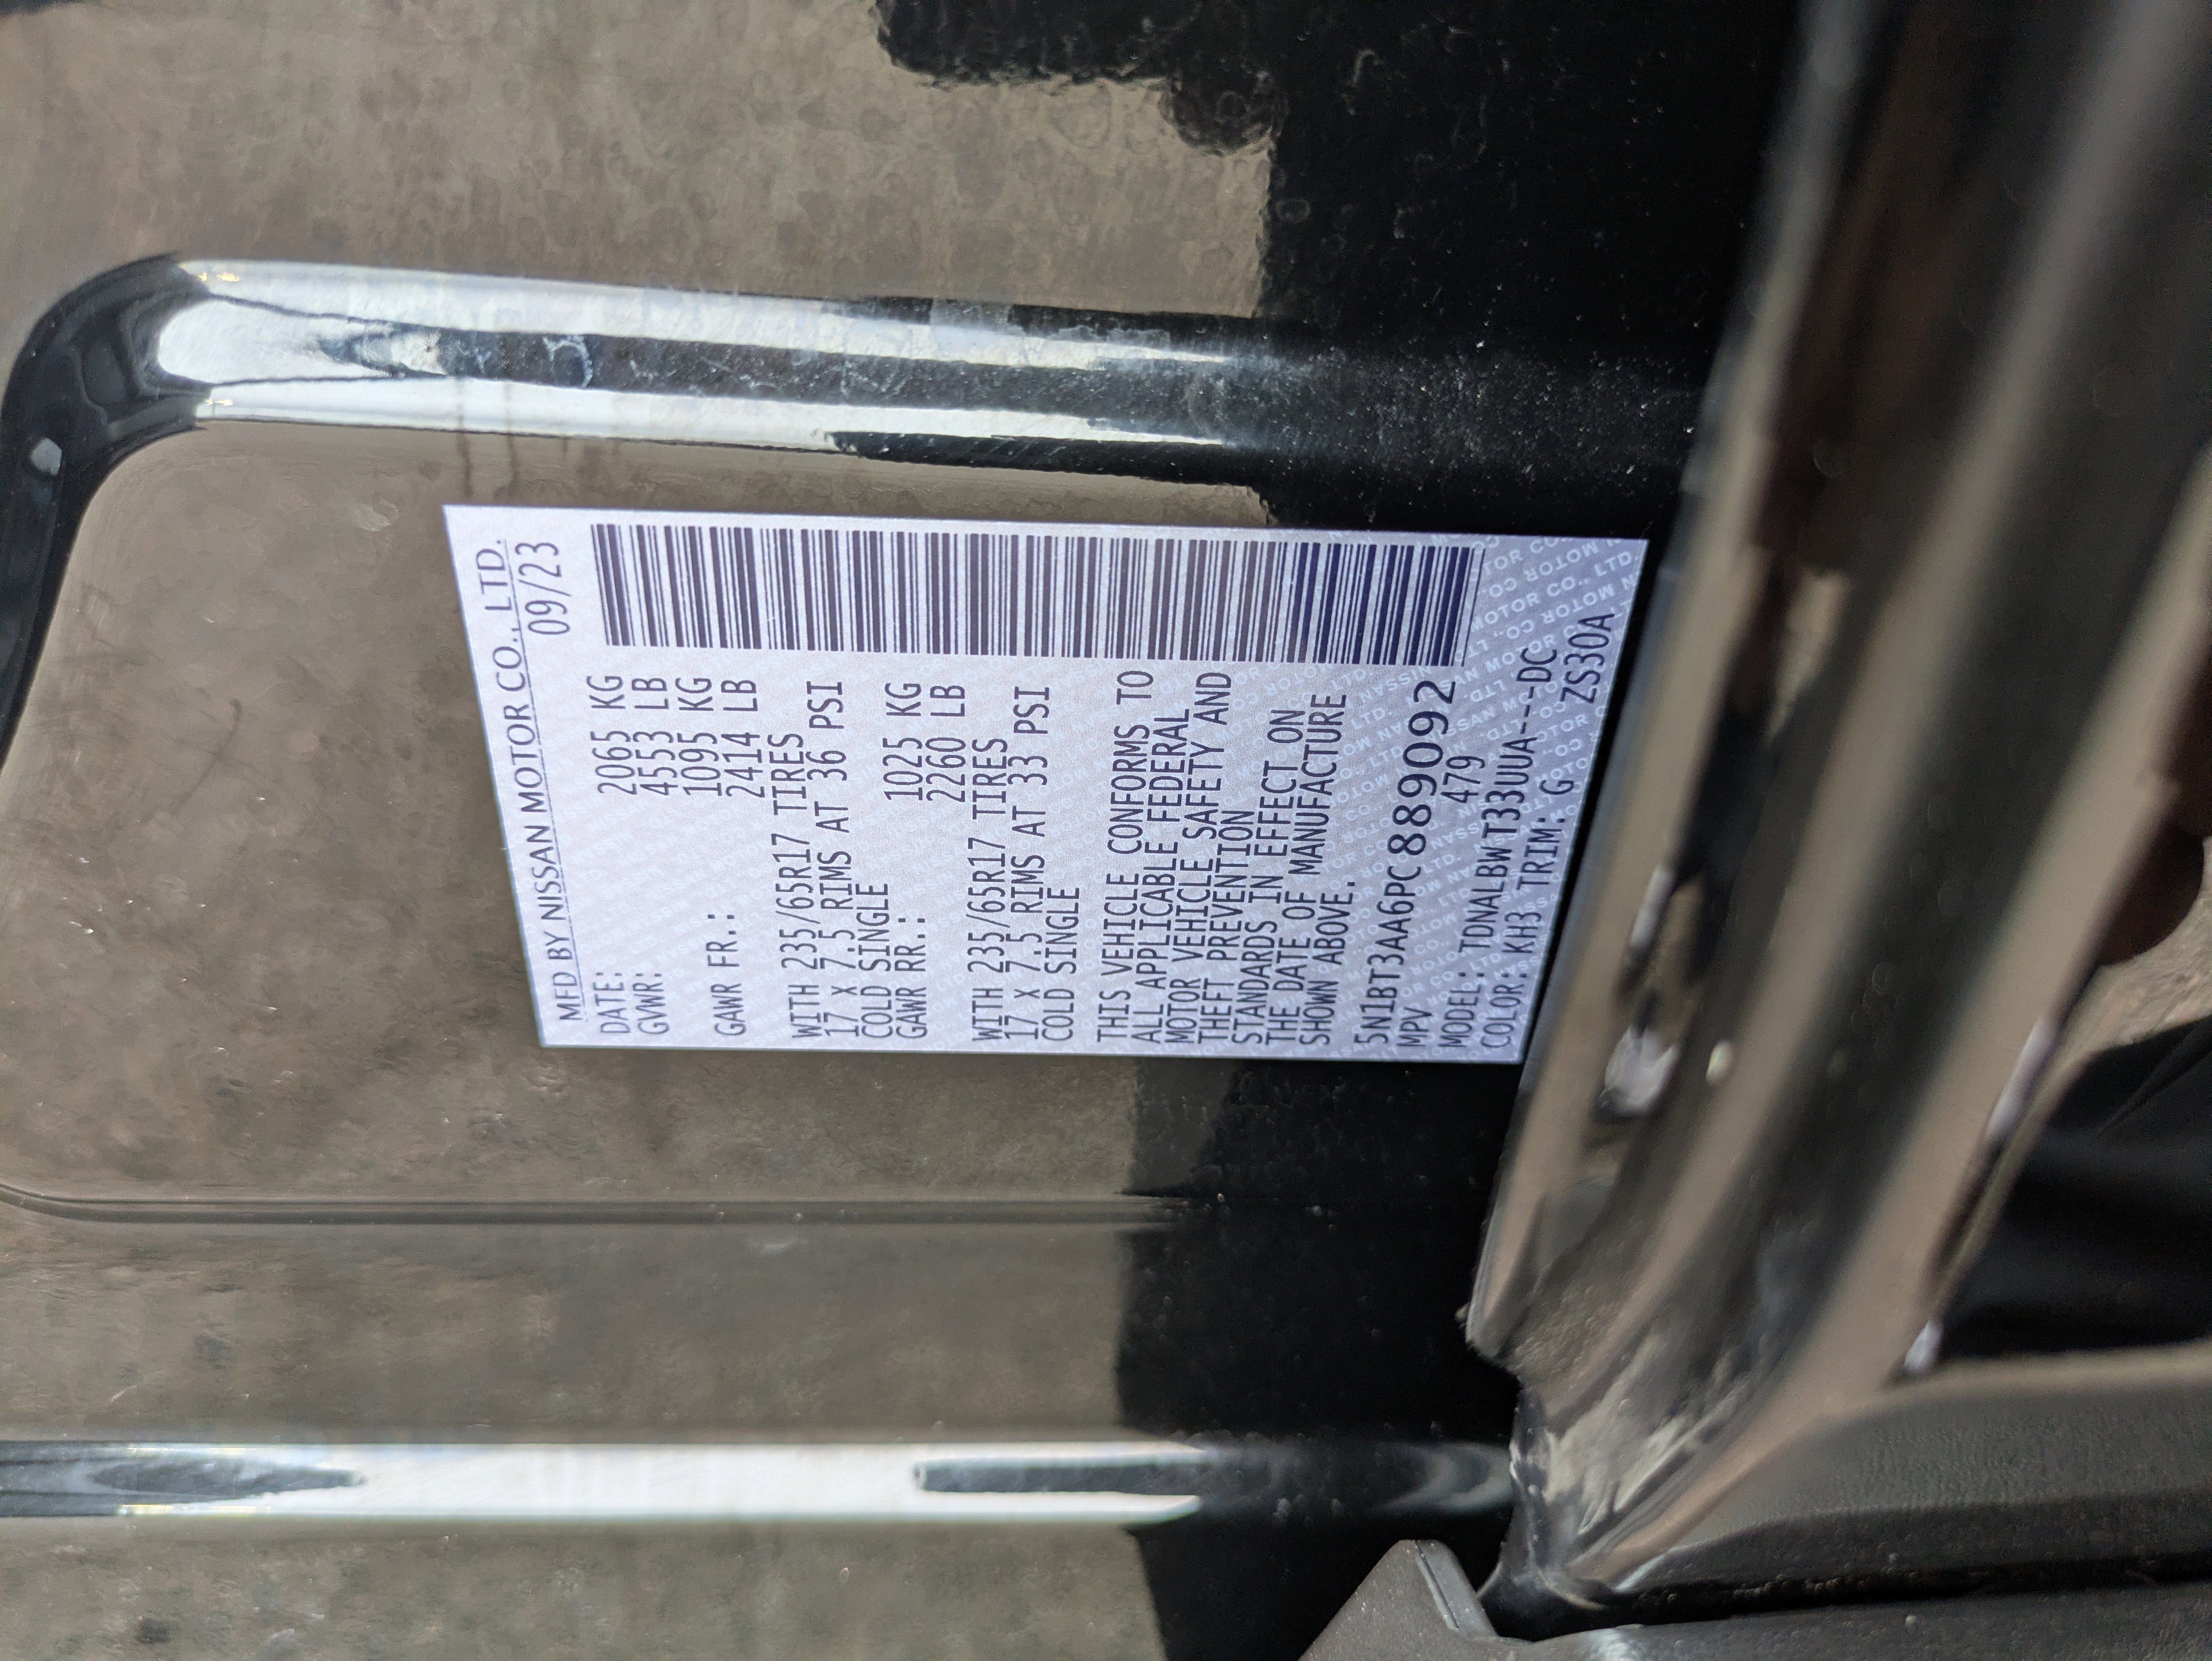 MFD BY NISSAN MOTOR CO., LTD.
DATE: 09/23
GVWR: 2065 KG
4553 LB
GAWR FR.: 1095 KG
2414 LB
WITH 235/65R17 TIRES
17 x 7.5 RIMS AT 36 PSI
COLD SINGLE
GAWR RR.: 1025 KG
2260 LB
WITH 235/65R17 TIRES
17 x 7.5 RIMS AT 33 PSI
COLD SINGLE
THIS VEHICLE CONFORMS TO
ALL APPLICABLE FEDERAL
MOTOR VEHICLE SAFETY AND
THEFT PREVENTION
STANDARDS IN EFFECT ON
THE DATE OF MANUFACTURE
SHOWN ABOVE.
5N1BT3AA6PC889092
MPV 479
MODEL: TDNALBWT33UUA---DC
COLOR: KH3 TRIM: G ZS30A